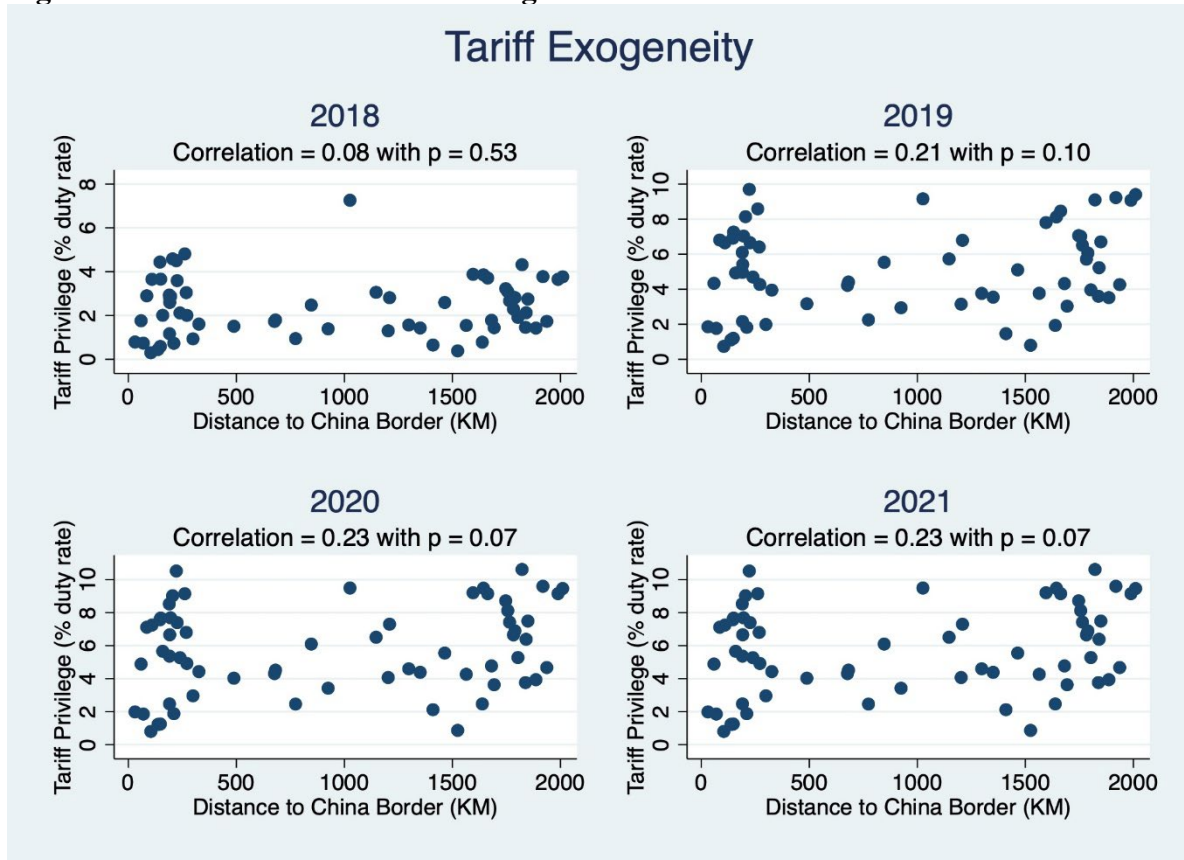 Tariff Exogeneity
2018
Correlation = 0.08 with p = 0.53
Tariff Privilege (% duty rate)
8
6
4
2
0
0 500 1000 1500 2000
Distance to China Border (KM)
2019
Correlation = 0.21 with p = 0.10
Tariff Privilege (% duty rate)
10
8
6
4
2
0
0 500 1000 1500 2000
Distance to China Border (KM)
2020
Correlation = 0.23 with p = 0.07
Tariff Privilege (% duty rate)
10
8
6
4
2
0
0 500 1000 1500 2000
Distance to China Border (KM)
2021
Correlation = 0.23 with p = 0.07
Tariff Privilege (% duty rate)
10
8
6
4
2
0
0 500 1000 1500 2000
Distance to China Border (KM)